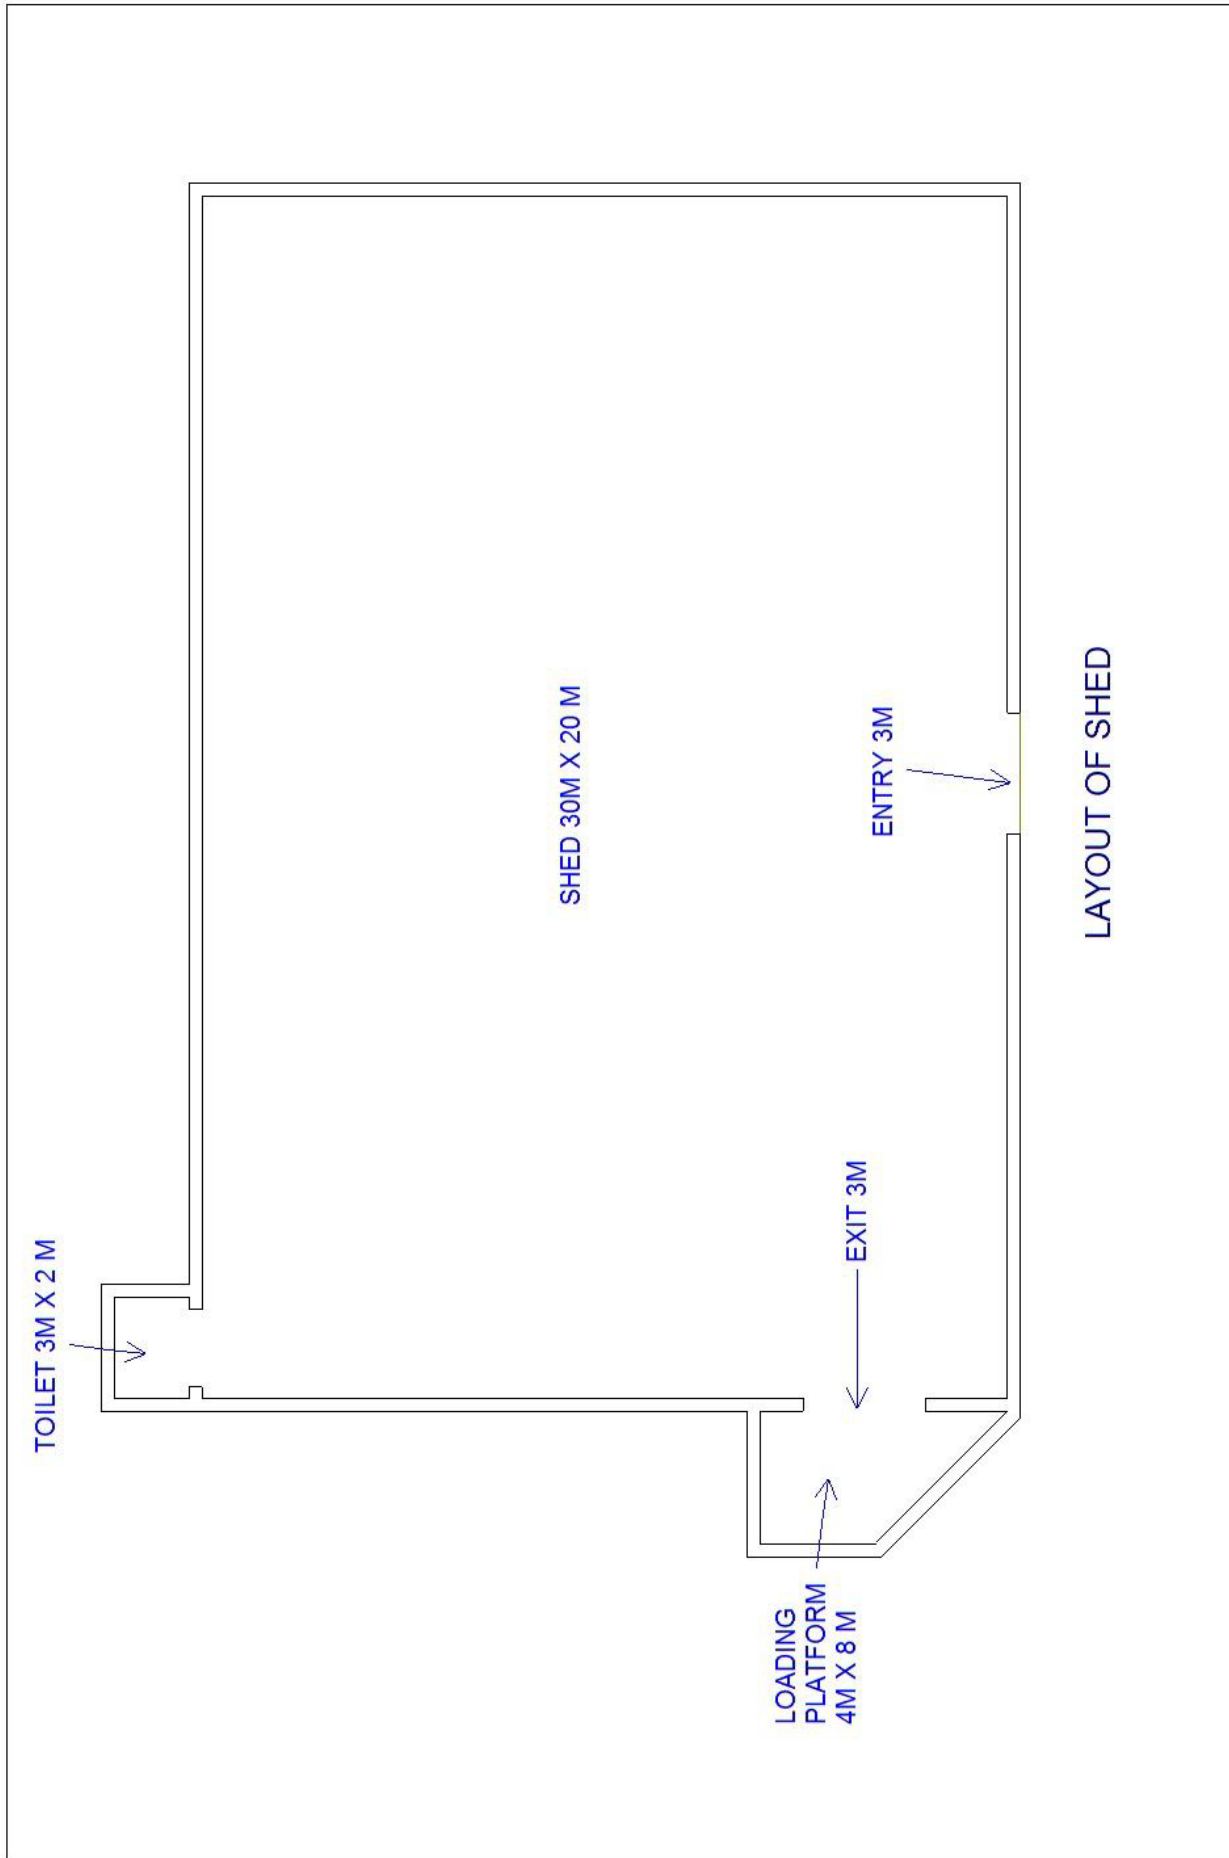 TOILET 3M X 2 M
SHED 30M X 20 M
ENTRY 3M
EXIT 3M
LOADING
PLATFORM
4M X 8 M
LAYOUT OF SHED